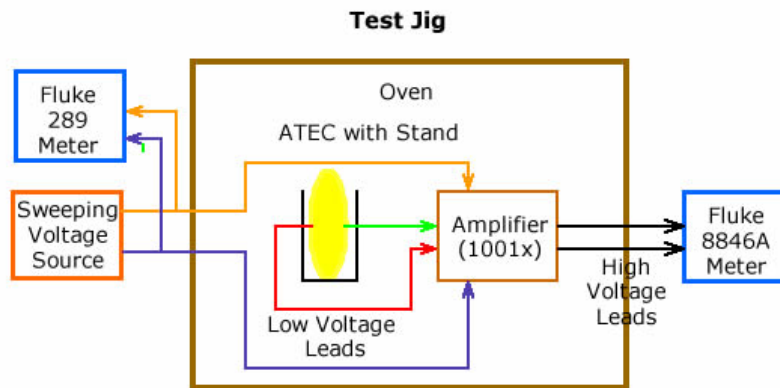 Test Jig
Fluke
289
Meter
Oven
ATEC with Stand
Sweeping
Voltage
Source
Amplifier
(1001x)
Fluke
8846A
Meter
High
Voltage
Leads
Low Voltage
Leads